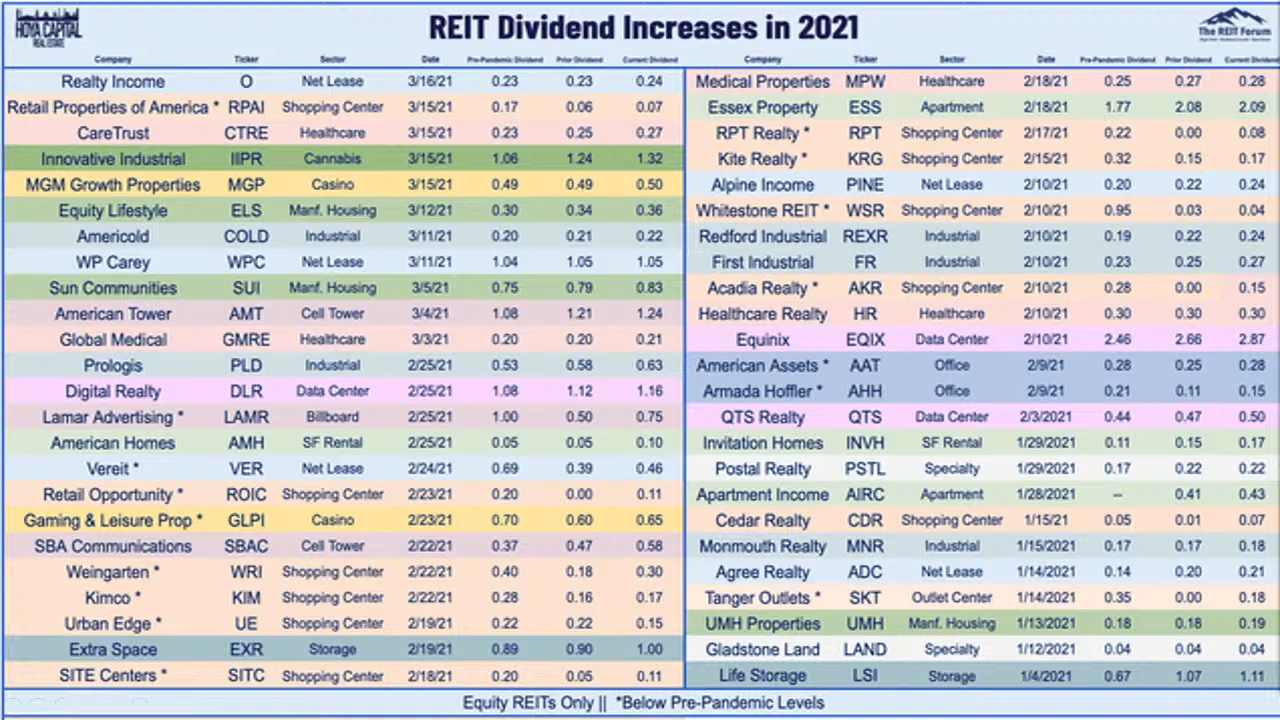 HOYA CAPITAL
REAL ESTATE
REIT Dividend Increases in 2021
The REIT Forum
Company Ticker Sector Date Pre-Pandemic Dividend Prior Dividend Current Dividend
Realty Income O Net Lease 3/16/21 0.23 0.23 0.24
Retail Properties of America * RPAI Shopping Center 3/15/21 0.17 0.06 0.07
CareTrust CTRE Healthcare 3/15/21 0.23 0.25 0.27
Innovative Industrial IIPR Cannabis 3/15/21 1.06 1.24 1.32
MGM Growth Properties MGP Casino 3/15/21 0.49 0.49 0.50
Equity Lifestyle ELS Manf. Housing 3/12/21 0.30 0.34 0.36
Americold COLD Industrial 3/11/21 0.20 0.21 0.22
WP Carey WPC Net Lease 3/11/21 1.04 1.05 1.05
Sun Communities SUI Manf. Housing 3/5/21 0.75 0.79 0.83
American Tower AMT Cell Tower 3/4/21 1.08 1.21 1.24
Global Medical GMRE Healthcare 3/3/21 0.20 0.20 0.21
Prologis PLD Industrial 2/25/21 0.53 0.58 0.63
Digital Realty DLR Data Center 2/25/21 1.08 1.12 1.16
Lamar Advertising * LAMR Billboard 2/25/21 1.00 0.50 0.75
American Homes AMH SF Rental 2/25/21 0.05 0.05 0.10
Vereit * VER Net Lease 2/24/21 0.69 0.39 0.46
Retail Opportunity * ROIC Shopping Center 2/23/21 0.20 0.00 0.11
Gaming & Leisure Prop * GLPI Casino 2/23/21 0.70 0.60 0.65
SBA Communications SBAC Cell Tower 2/22/21 0.37 0.47 0.58
Weingarten * WRI Shopping Center 2/22/21 0.40 0.18 0.30
Kimco * KIM Shopping Center 2/22/21 0.28 0.16 0.17
Urban Edge * UE Shopping Center 2/19/21 0.22 0.22 0.15
Extra Space EXR Storage 2/19/21 0.89 0.90 1.00
SITE Centers * SITC Shopping Center 2/18/21 0.20 0.05 0.11
Company Ticker Sector Date Pre-Pandemic Dividend Prior Dividend Current Dividend
Medical Properties MPW Healthcare 2/18/21 0.25 0.27 0.28
Essex Property ESS Apartment 2/18/21 1.77 2.08 2.09
RPT Realty * RPT Shopping Center 2/17/21 0.22 0.00 0.08
Kite Realty * KRG Shopping Center 2/15/21 0.32 0.15 0.17
Alpine Income PINE Net Lease 2/10/21 0.20 0.22 0.24
Whitestone REIT * WSR Shopping Center 2/10/21 0.95 0.03 0.04
Redford Industrial REXR Industrial 2/10/21 0.19 0.22 0.24
First Industrial FR Industrial 2/10/21 0.23 0.25 0.27
Acadia Realty * AKR Shopping Center 2/10/21 0.28 0.00 0.15
Healthcare Realty HR Healthcare 2/10/21 0.30 0.30 0.30
Equinix EQIX Data Center 2/10/21 2.46 2.66 2.87
American Assets * AAT Office 2/9/21 0.28 0.25 0.28
Armada Hoffler * AHH Office 2/9/21 0.21 0.11 0.15
QTS Realty QTS Data Center 2/3/2021 0.44 0.47 0.50
Invitation Homes INVH SF Rental 1/29/2021 0.11 0.15 0.17
Postal Realty PSTL Specialty 1/29/2021 0.17 0.22 0.22
Apartment Income AIRC Apartment 1/28/2021 -- 0.41 0.43
Cedar Realty CDR Shopping Center 1/15/21 0.05 0.01 0.07
Monmouth Realty MNR Industrial 1/15/2021 0.17 0.17 0.18
Agree Realty ADC Net Lease 1/14/2021 0.14 0.20 0.21
Tanger Outlets * SKT Outlet Center 1/14/2021 0.35 0.00 0.18
UMH Properties UMH Manf. Housing 1/13/2021 0.18 0.18 0.19
Gladstone Land LAND Specialty 1/12/2021 0.04 0.04 0.04
Life Storage LSI Storage 1/4/2021 0.67 1.07 1.11
Equity REITs Only || *Below Pre-Pandemic Levels